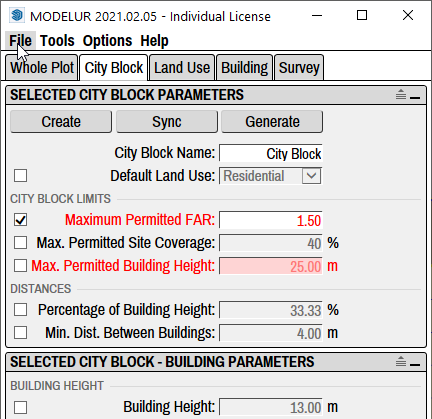 MODELUR 2021.02.05 - Individual License
File Tools Options Help
Whole Plot City Block Land Use Building Survey
SELECTED CITY BLOCK PARAMETERS
Create Sync Generate
City Block Name: City Block
Default Land Use: Residential
CITY BLOCK LIMITS
Maximum Permitted FAR: 1.50
Max. Permitted Site Coverage: 40 %
Max. Permitted Building Height: 25.00 m
DISTANCES
Percentage of Building Height: 33.33 %
Min. Dist. Between Buildings: 4.00 m
SELECTED CITY BLOCK - BUILDING PARAMETERS
BUILDING HEIGHT
Building Height: 13.00 m